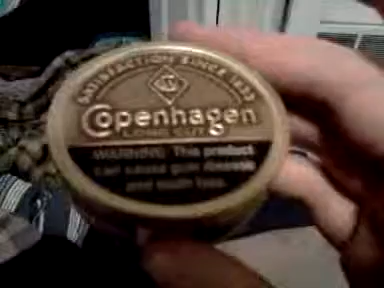 SATISFACTION SINCE 1822
Copenhagen
LONG CUT
WARNING: This product
can cause gum disease
and tooth loss.